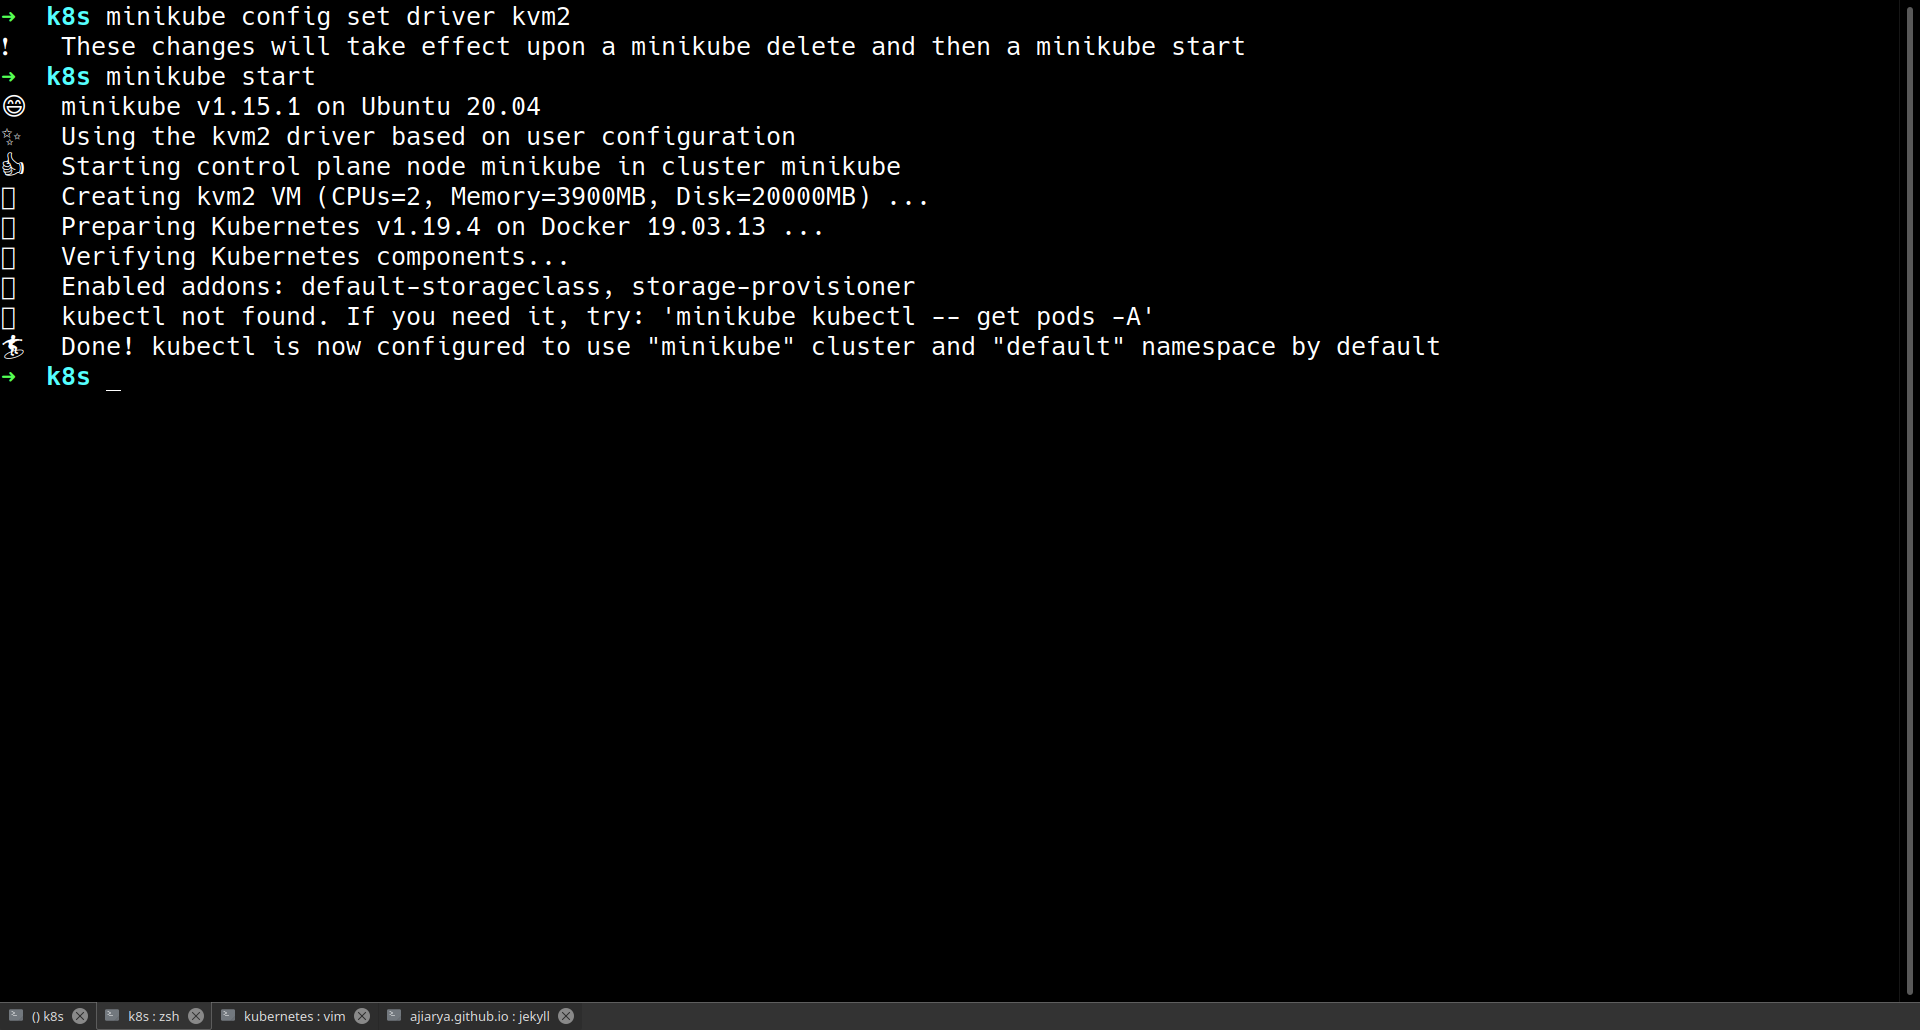 ➜ k8s minikube config set driver kvm2
! These changes will take effect upon a minikube delete and then a minikube start
➜ k8s minikube start
😄 minikube v1.15.1 on Ubuntu 20.04
✨ Using the kvm2 driver based on user configuration
👍 Starting control plane node minikube in cluster minikube
Creating kvm2 VM (CPUs=2, Memory=3900MB, Disk=20000MB) ...
Preparing Kubernetes v1.19.4 on Docker 19.03.13 ...
Verifying Kubernetes components...
Enabled addons: default-storageclass, storage-provisioner
kubectl not found. If you need it, try: 'minikube kubectl -- get pods -A'
🏄 Done! kubectl is now configured to use "minikube" cluster and "default" namespace by default
➜ k8s _
() k8s k8s : zsh kubernetes : vim ajiarya.github.io : jekyll